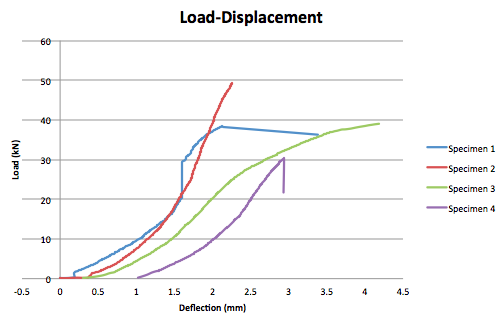 Load-Displacement
60
50
40
30
20
10
0
Load (kN)
-0.5 0 0.5 1 1.5 2 2.5 3 3.5 4 4.5
Deflection (mm)
Specimen 1
Specimen 2
Specimen 3
Specimen 4